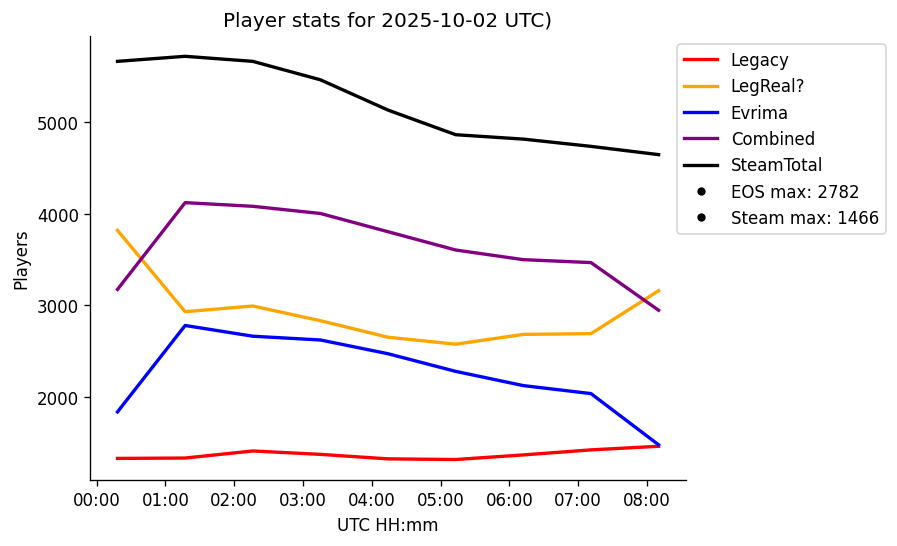 Player stats for 2025-10-02 UTC)
Legacy
LegReal?
Evrima
Combined
SteamTotal
EOS max: 2782
Steam max: 1466
Players
5000
4000
3000
2000
00:00 01:00 02:00 03:00 04:00 05:00 06:00 07:00 08:00
UTC HH:mm